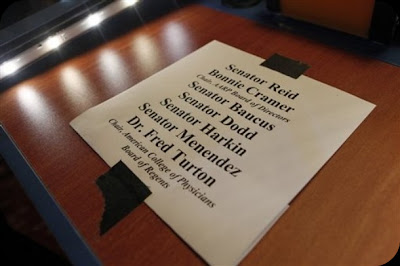 Senator Reid
Bonnie Cramer
Chair, AARP Board of Directors
Senator Baucus
Senator Dodd
Senator Harkin
Senator Menendez
Dr. Fred Turton
Chair, American College of Physicians
Board of Regents